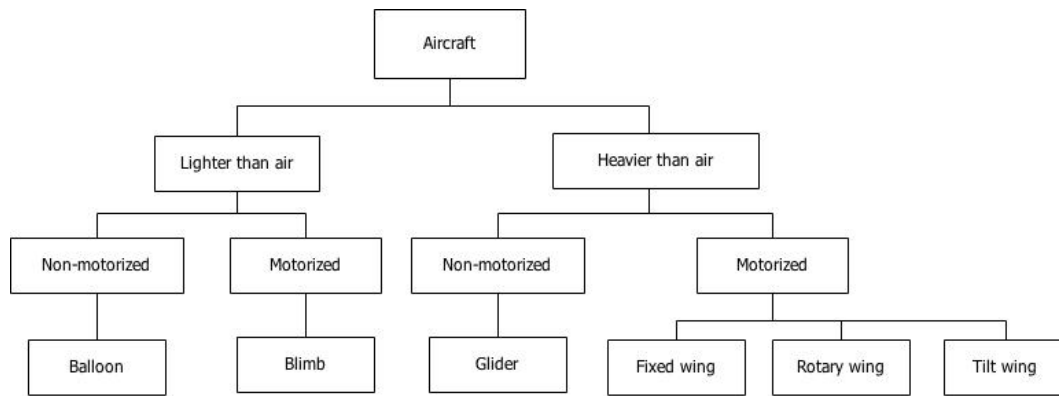 Aircraft
Lighter than air
Heavier than air
Non-motorized
Motorized
Non-motorized
Motorized
Balloon
Blimb
Glider
Fixed wing
Rotary wing
Tilt wing